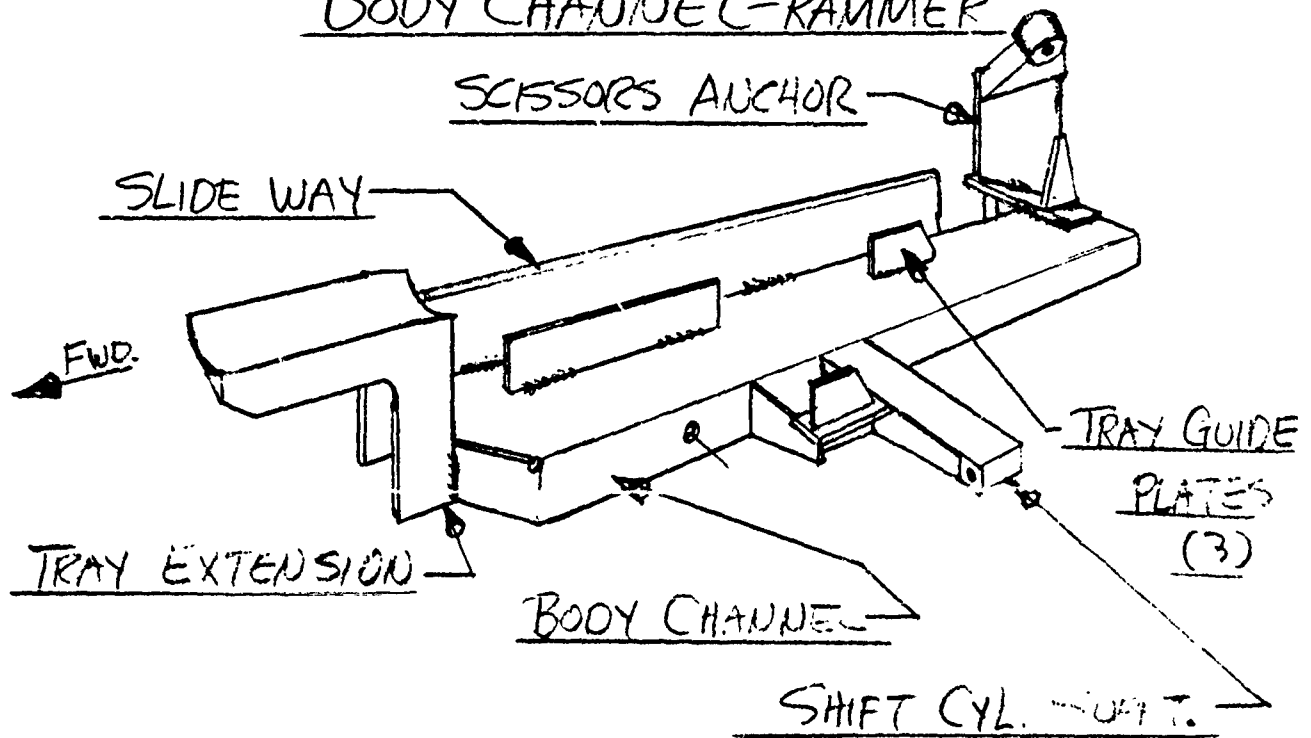 BODY CHANNEL-RAMMER
SCISSORS ANCHOR
SLIDE WAY
FWD.
TRAY GUIDE
PLATES
(3)
TRAY EXTENSION
BODY CHANNEL
SHIFT CYL.